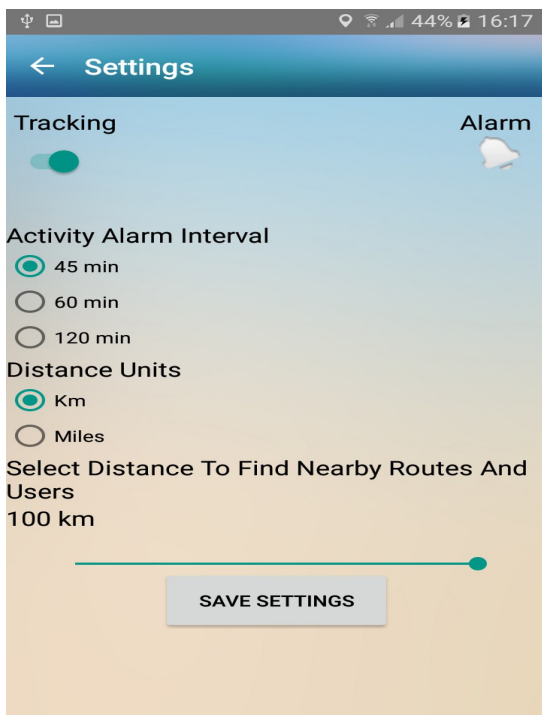 44% 16:17
Settings
Tracking Alarm
Activity Alarm Interval
45 min
60 min
120 min
Distance Units
Km
Miles
Select Distance To Find Nearby Routes And
Users
100 km
SAVE SETTINGS